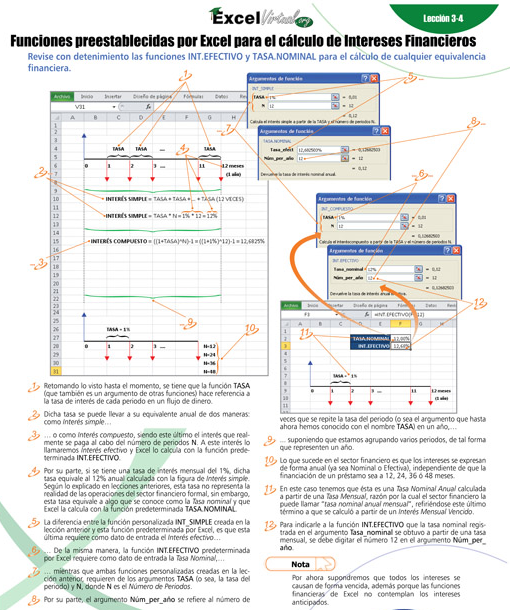 ExcelVirtual.org
Lección 3-4
Funciones preestablecidas por Excel para el cálculo de Intereses Financieros
Revise con detenimiento las funciones INT.EFECTIVO y TASA.NOMINAL para el cálculo de cualquier equivalencia
financiera.
Archivo Inicio Insertar Diseño de página Fórmulas Datos
V31
fx
A B C D E F G H
TASA TASA TASA
0 1 2 3 ... 11 12 meses
(1 año)
INTERÉS SIMPLE = TASA + TASA + ... + TASA (12 VECES)
INTERÉS SIMPLE = TASA * N = 1% * 12 = 12%
INTERÉS COMPUESTO = ((1+TASA)^N)-1 = ((1+1%)^12)-1 = 12,6825%
TASA = 1%
0 1 2 3 ...
N=12
N=24
N=36
N=48
Argumentos de función
INT_SIMPLE
TASA 1% = 0,01
N 12 = 12
= 0,12
Calcula el interés simple a partir de la TASA y el número de periodos N.
Argumentos de función
TASA.NOMINAL
Tasa_efect 12,682503% = 0,12682503
Núm_por_año 12 = 12
= 0,12
Devuelve la tasa de interés nominal anual.
Argumentos de función
INT_COMPUESTO
TASA 1% = 0,01
N 12 = 12
= 0,12682503
Calcula el interés compuesto a partir de la TASA y el número de periodos N.
Argumentos de función
INT.EFECTIVO
Tasa_nominal 12% = 0,12
Núm_por_año 12 = 12
= 0,12682503
Devuelve la tasa de interés anual efectiva.
Archivo Inicio Insertar Diseño de página Fórmulas Datos
F3 fx =INT.EFECTIVO(F2;12)
A B C D E F G H
TASA.NOMINAL 12,00%
INT.EFECTIVO 12,68%
TASA = 1%
0 1 2 3 ... 11 12 meses
(1 año)
1 Retomando lo visto hasta el momento, se tiene que la función TASA
(que también es un argumento de otras funciones) hace referencia a
la tasa de interés de cada periodo en un flujo de dinero.
2 Dicha tasa se puede llevar a su equivalente anual de dos maneras:
como Interés simple...
3 ... o como Interés compuesto, siendo este último el interés que real-
mente se paga al cabo del número de periodos N. A este interés lo
llamaremos Interés efectivo y Excel lo calcula con la función prede-
terminada INT.EFECTIVO.
4 Por su parte, si se tiene una tasa de interés mensual del 1%, dicha
tasa equivale al 12% anual calculada con la figura de Interés simple.
Según lo explicado en lecciones anteriores, esta tasa no representa la
realidad de las operaciones del sector financiero formal, sin embargo,
esta tasa equivale a algo que se conoce como la Tasa nominal y que
Excel la calcula con la función predeterminada TASA.NOMINAL.
5 La diferencia entre la función personalizada INT_SIMPLE creada en la
lección anterior y esta función predeterminada por Excel, es que esta
última requiere como dato de entrada el Interés efectivo...
6 ... De la misma manera, la función INT.EFECTIVO predeterminada
por Excel requiere como dato de entrada la Tasa Nominal, ...
7 ... mientras que ambas funciones personalizadas creadas en la lec-
ción anterior, requieren de los argumentos TASA (o sea, la tasa del
periodo) y N, donde N es el Número de Periodos.
8 Por su parte, el argumento Núm_por_año se refiere al número de
veces que se repite la tasa del periodo (o sea el argumento que hasta
ahora hemos conocido con el nombre TASA) en un año,...
9 ... suponiendo que estamos agrupando varios periodos, de tal forma
que representen un año.
10 Lo que sucede en el sector financiero es que los intereses se expresan
de forma anual (ya sea Nominal o Efectiva), independiente de que la
financiación de un préstamo sea a 12, 24, 36 ó 48 meses.
11 En este caso tenemos que ésta es una Tasa Nominal Anual calculada
a partir de una Tasa Mensual, razón por la cual el sector financiero la
puede llamar "tasa nominal anual mensual", refiriéndose este último
término a que se calculó a partir de un Interés Mensual Vencido.
12 Para indicarle a la función INT.EFECTIVO que la tasa nominal regis-
trada en el argumento Tasa_nominal se obtuvo a partir de una tasa
mensual, se debe digitar el número 12 en el argumento Núm_por_
año.
Nota
Por ahora supondremos que todos los intereses se
causan de forma vencida, además porque las funciones
financieras de Excel no contemplan los intereses
anticipados.